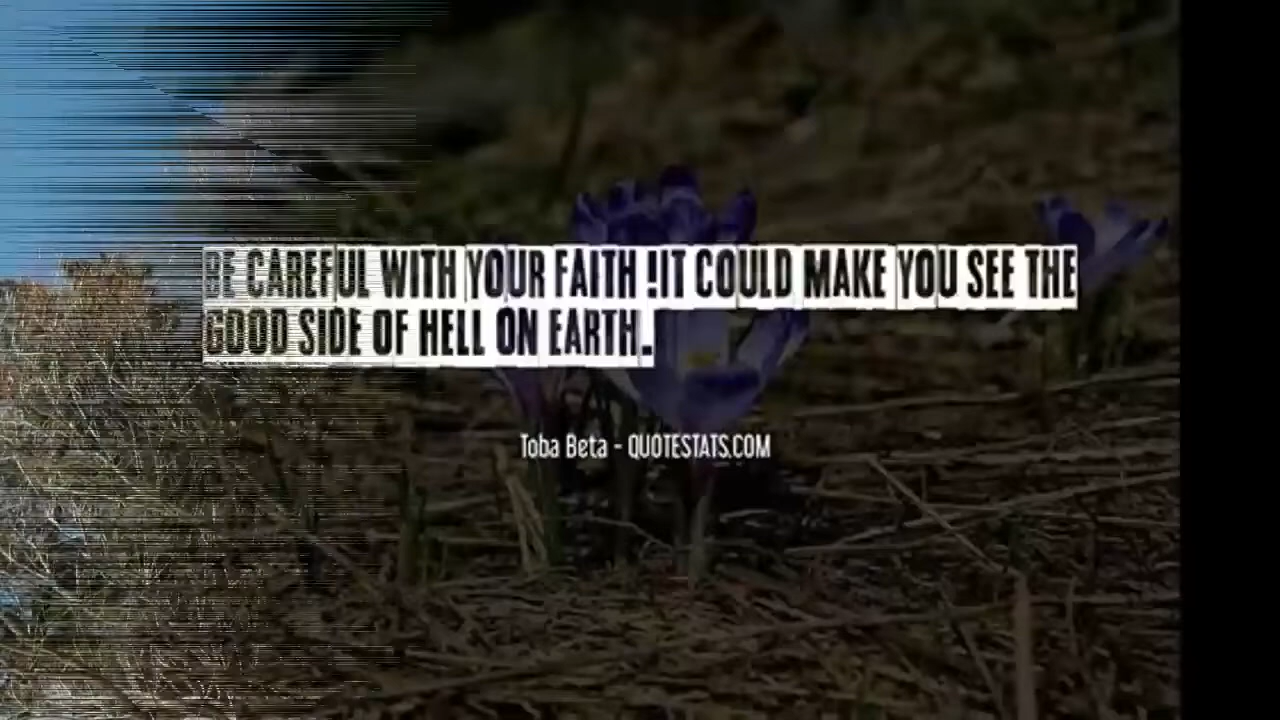 BE CAREFUL WITH YOUR FAITH !IT COULD MAKE YOU SEE THE
GOOD SIDE OF HELL ON EARTH.
Toba Beta - QUOTESTATS.COM